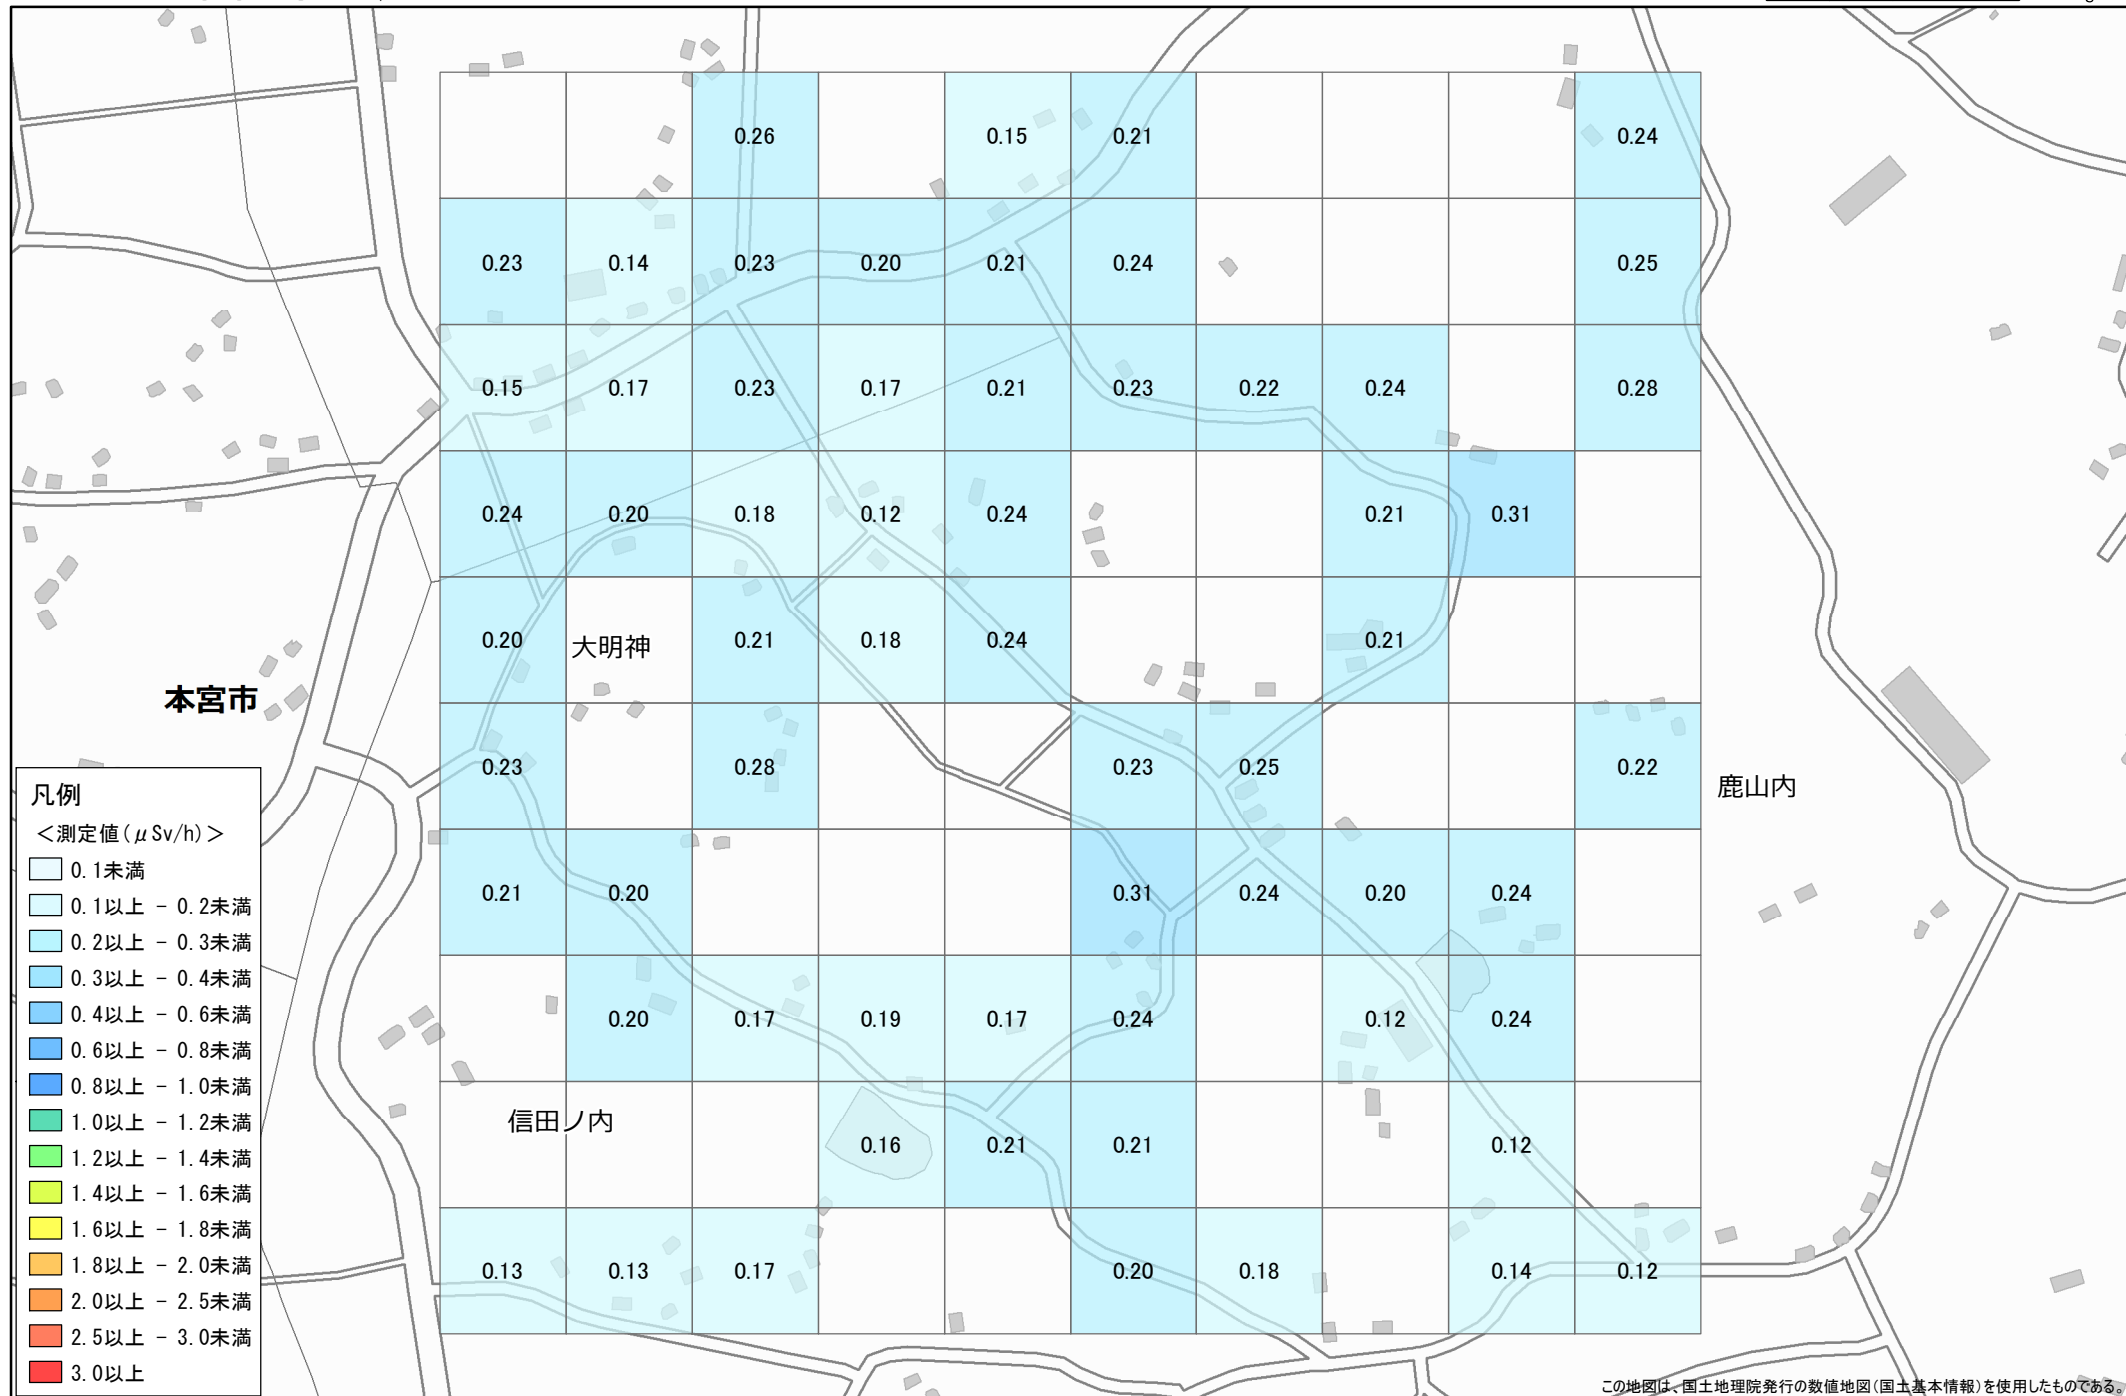 0.26 0.15 0.21 0.24
0.23 0.14 0.23 0.20 0.21 0.24 0.25
0.15 0.17 0.23 0.17 0.21 0.23 0.22 0.24 0.28
0.24 0.20 0.18 0.12 0.24 0.21 0.31
0.20 大明神 0.21 0.18 0.24 0.21
本宮市
0.23 0.28 0.23 0.25 0.22
鹿山内
0.21 0.20 0.31 0.24 0.20 0.24
0.20 0.17 0.19 0.17 0.24 0.12 0.24
信田ノ内
0.16 0.21 0.21 0.12
0.13 0.13 0.17 0.20 0.18 0.14 0.12
凡例
＜測定値(μSv/h)＞
0.1未満
0.1以上 - 0.2未満
0.2以上 - 0.3未満
0.3以上 - 0.4未満
0.4以上 - 0.6未満
0.6以上 - 0.8未満
0.8以上 - 1.0未満
1.0以上 - 1.2未満
1.2以上 - 1.4未満
1.4以上 - 1.6未満
1.6以上 - 1.8未満
1.8以上 - 2.0未満
2.0以上 - 2.5未満
2.5以上 - 3.0未満
3.0以上
この地図は、国土地理院発行の数値地図(国土基本情報)を使用したものである。